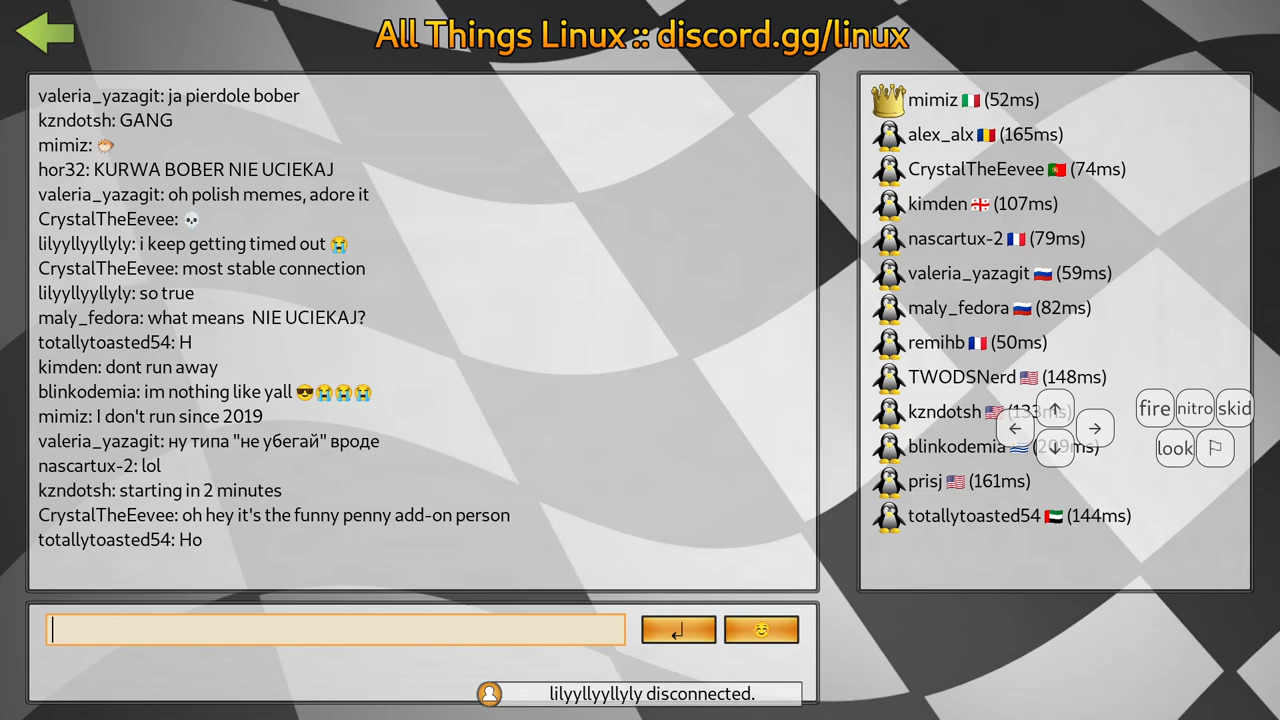 All Things Linux :: discord.gg/linux
valeria_yazagit: ja pierdole bober
kzndotsh: GANG
mimiz: 🐡
hor32: KURWA BOBER NIE UCIEKAJ
valeria_yazagit: oh polish memes, adore it
CrystalTheEevee: 💀
lilyyllyyllyly: i keep getting timed out 😭
CrystalTheEevee: most stable connection
lilyyllyyllyly: so true
maly_fedora: what means  NIE UCIEKAJ?
totallytoasted54: H
kimden: dont run away
blinkodemia: im nothing like yall 😎😭😭😭
mimiz: I don't run since 2019
valeria_yazagit: ну типа "не убегай" вроде
nascartux-2: lol
kzndotsh: starting in 2 minutes
CrystalTheEevee: oh hey it's the funny penny add-on person
totallytoasted54: Ho
mimiz 🇮🇹 (52ms)
alex_alx 🇷🇴 (165ms)
CrystalTheEevee 🇵🇹 (74ms)
kimden 🇬🇪 (107ms)
nascartux-2 🇫🇷 (79ms)
valeria_yazagit 🇷🇺 (59ms)
maly_fedora 🇷🇺 (82ms)
remihb 🇫🇷 (50ms)
TWODSNerd 🇺🇸 (148ms)
kzndotsh 🇺🇸 (133ms)
blinkodemia 🇬🇷
prisj 🇺🇸 (161ms)
totallytoasted54 🇦🇪 (144ms)
fire nitro skid
look
lilyyllyyllyly disconnected.